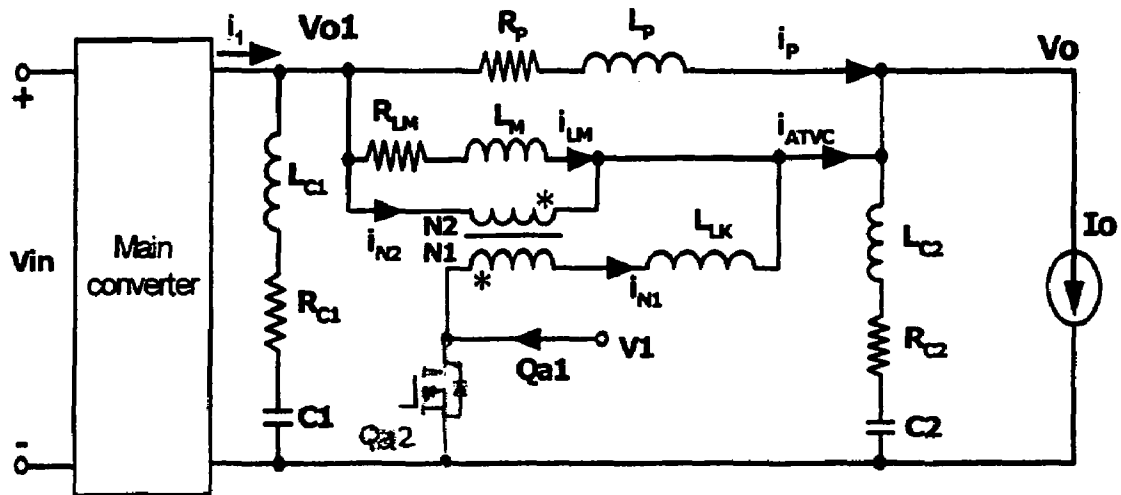 i1
Vo1
RP
LP
iP
Vo
+
RLM
LM
iLM
iATVC
LC1
*
N2
iN2
N1
*
LLK
iN1
LC2
Io
Vin
Main
converter
RC1
V1
Qa1
RC2
C1
Qa2
C2
-